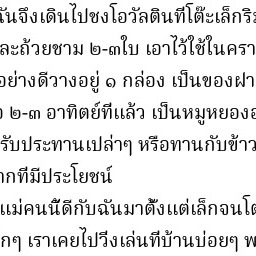 ฉันจึงเดินไปชงโอวัลตินที่โต๊ะเล็กริม
ละถ้วยชาม ๒-๓ใบ เอาไว้ใช้ในครา
อย่างดีวางอยู่ ๑ กล่อง เป็นของฝา
๒-๓ อาทิตย์ที่แล้ว เป็นหมูหยอง
รับประทานเปล่าๆ หรือทานกับข้าว
ากที่มีประโยชน์
แม่คนนี้ดีกับฉันมาตั้งแต่เล็กจนโต
กๆ เราเคยไปวิ่งเล่นที่บ้านบ่อยๆ พ